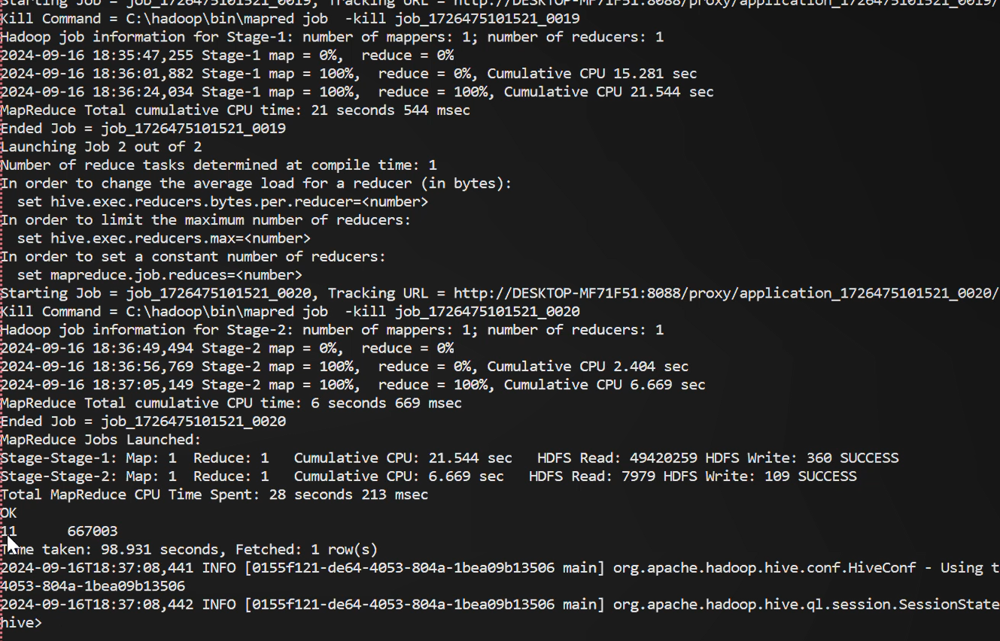 Starting Job = job_1726475101521_0019, Tracking URL = http://DESKTOP-MF71F51:8088/proxy/application_1726475101521_0019/
Kill Command = C:\hadoop\bin\mapred job  -kill job_1726475101521_0019
Hadoop job information for Stage-1: number of mappers: 1; number of reducers: 1
2024-09-16 18:35:47,255 Stage-1 map = 0%,  reduce = 0%
2024-09-16 18:36:01,882 Stage-1 map = 100%,  reduce = 0%, Cumulative CPU 15.281 sec
2024-09-16 18:36:24,034 Stage-1 map = 100%,  reduce = 100%, Cumulative CPU 21.544 sec
MapReduce Total cumulative CPU time: 21 seconds 544 msec
Ended Job = job_1726475101521_0019
Launching Job 2 out of 2
Number of reduce tasks determined at compile time: 1
In order to change the average load for a reducer (in bytes):
  set hive.exec.reducers.bytes.per.reducer=<number>
In order to limit the maximum number of reducers:
  set hive.exec.reducers.max=<number>
In order to set a constant number of reducers:
  set mapreduce.job.reduces=<number>
Starting Job = job_1726475101521_0020, Tracking URL = http://DESKTOP-MF71F51:8088/proxy/application_1726475101521_0020/
Kill Command = C:\hadoop\bin\mapred job  -kill job_1726475101521_0020
Hadoop job information for Stage-2: number of mappers: 1; number of reducers: 1
2024-09-16 18:36:49,494 Stage-2 map = 0%,  reduce = 0%
2024-09-16 18:36:56,769 Stage-2 map = 100%,  reduce = 0%, Cumulative CPU 2.404 sec
2024-09-16 18:37:05,149 Stage-2 map = 100%,  reduce = 100%, Cumulative CPU 6.669 sec
MapReduce Total cumulative CPU time: 6 seconds 669 msec
Ended Job = job_1726475101521_0020
MapReduce Jobs Launched:
Stage-Stage-1: Map: 1  Reduce: 1   Cumulative CPU: 21.544 sec   HDFS Read: 49420259 HDFS Write: 360 SUCCESS
Stage-Stage-2: Map: 1  Reduce: 1   Cumulative CPU: 6.669 sec   HDFS Read: 7979 HDFS Write: 109 SUCCESS
Total MapReduce CPU Time Spent: 28 seconds 213 msec
OK
11      667003
Time taken: 98.931 seconds, Fetched: 1 row(s)
2024-09-16T18:37:08,441 INFO [0155f121-de64-4053-804a-1bea09b13506 main] org.apache.hadoop.hive.conf.HiveConf - Using t
4053-804a-1bea09b13506
2024-09-16T18:37:08,442 INFO [0155f121-de64-4053-804a-1bea09b13506 main] org.apache.hadoop.hive.ql.session.SessionState
hive>